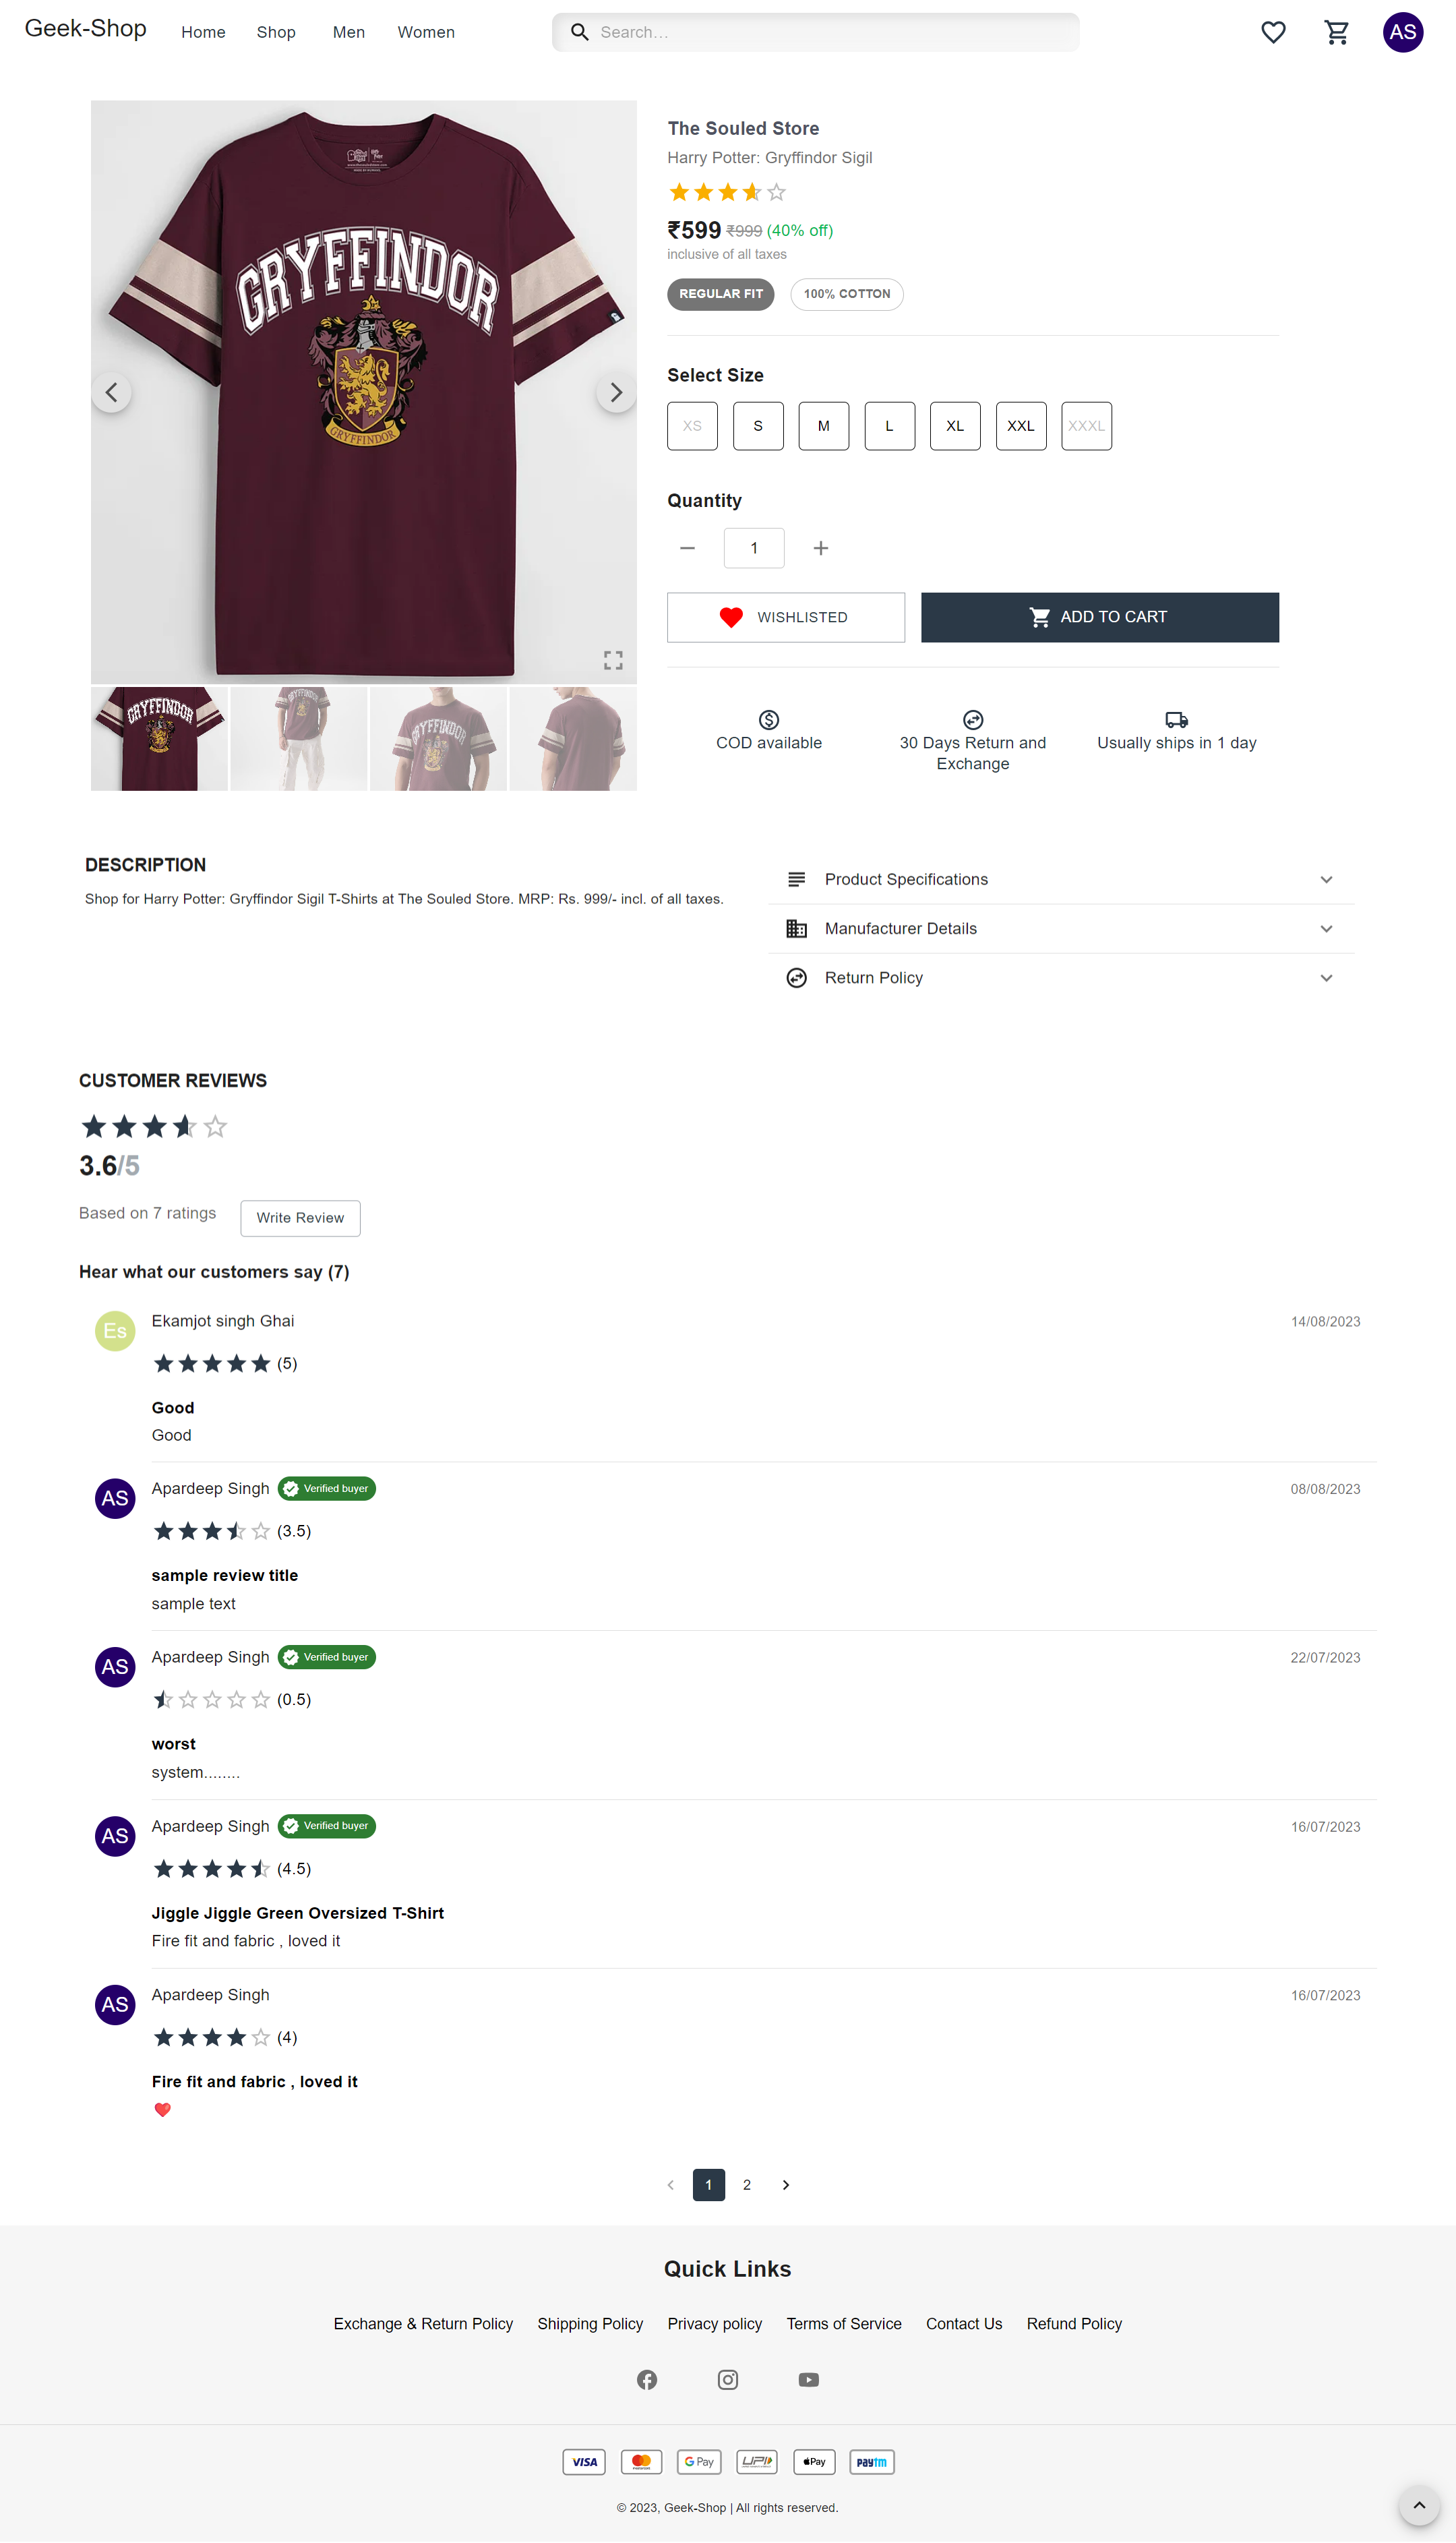 Geek-Shop
Home
Shop
Men
Women
Search...
AS
GRYFFINDOR
GRYFFINDOR
The Souled Store
Harry Potter: Gryffindor Sigil
₹599 ₹999 (40% off)
inclusive of all taxes
REGULAR FIT
100% COTTON
Select Size
XS
S
M
L
XL
XXL
XXXL
Quantity
1
WISHLISTED
ADD TO CART
GRYFFINDOR
GRYFFINDOR
GRYFFINDOR
COD available
30 Days Return and
Exchange
Usually ships in 1 day
DESCRIPTION
Shop for Harry Potter: Gryffindor Sigil T-Shirts at The Souled Store. MRP: Rs. 999/- incl. of all taxes.
Product Specifications
Manufacturer Details
Return Policy
CUSTOMER REVIEWS
3.6/5
Based on 7 ratings
Write Review
Hear what our customers say (7)
Es
Ekamjot singh Ghai
14/08/2023
(5)
Good
Good
AS
Apardeep Singh
Verified buyer
08/08/2023
(3.5)
sample review title
sample text
AS
Apardeep Singh
Verified buyer
22/07/2023
(0.5)
worst
system........
AS
Apardeep Singh
Verified buyer
16/07/2023
(4.5)
Jiggle Jiggle Green Oversized T-Shirt
Fire fit and fabric , loved it
AS
Apardeep Singh
16/07/2023
(4)
Fire fit and fabric , loved it
❤️
1
2
Quick Links
Exchange & Return Policy
Shipping Policy
Privacy policy
Terms of Service
Contact Us
Refund Policy
VISA
G Pay
UPI
Pay
paytm
© 2023, Geek-Shop | All rights reserved.